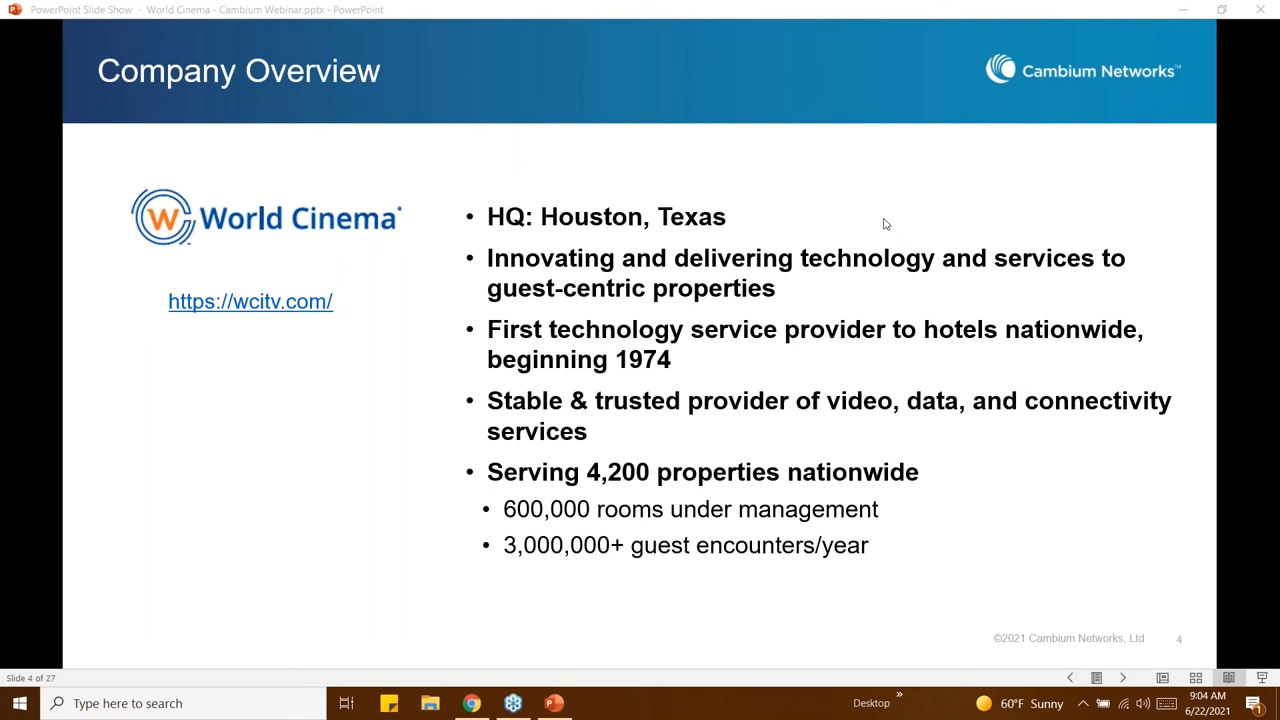 PowerPoint Slide Show - World Cinema - Cambium Webinar.pptx - PowerPoint
Company Overview
Cambium Networks™
W World Cinema
https://wcitv.com/
• HQ: Houston, Texas
• Innovating and delivering technology and services to
guest-centric properties
• First technology service provider to hotels nationwide,
beginning 1974
• Stable & trusted provider of video, data, and connectivity
services
• Serving 4,200 properties nationwide
• 600,000 rooms under management
• 3,000,000+ guest encounters/year
©2021 Cambium Networks, Ltd 4
Slide 4 of 27
Type here to search
Desktop
60°F Sunny
9:04 AM
6/22/2021
1